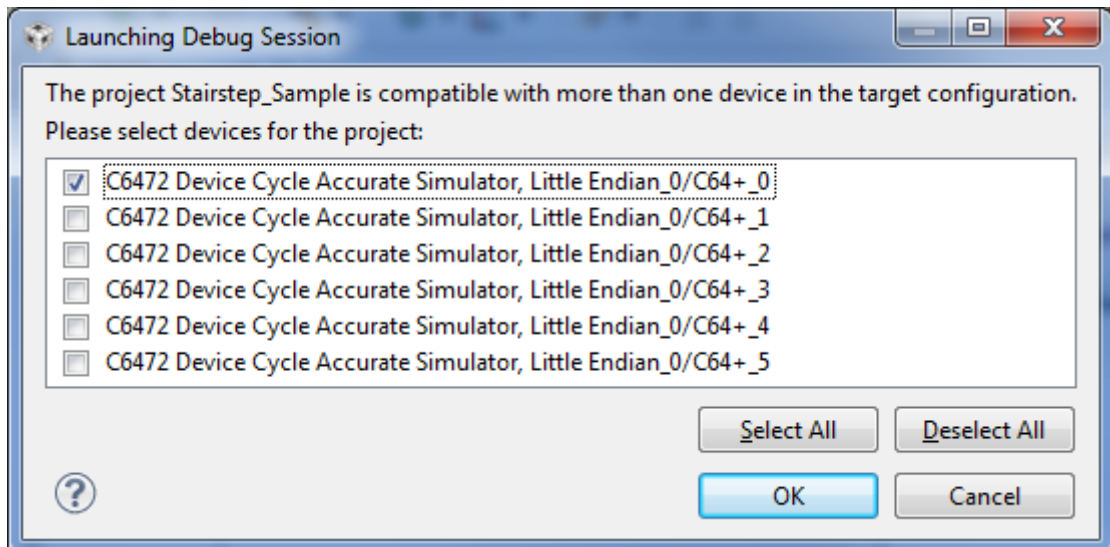 Launching Debug Session
The project Stairstep_Sample is compatible with more than one device in the target configuration.
Please select devices for the project:
C6472 Device Cycle Accurate Simulator, Little Endian_0/C64+_0
C6472 Device Cycle Accurate Simulator, Little Endian_0/C64+_1
C6472 Device Cycle Accurate Simulator, Little Endian_0/C64+_2
C6472 Device Cycle Accurate Simulator, Little Endian_0/C64+_3
C6472 Device Cycle Accurate Simulator, Little Endian_0/C64+_4
C6472 Device Cycle Accurate Simulator, Little Endian_0/C64+_5
Select All Deselect All
? OK Cancel